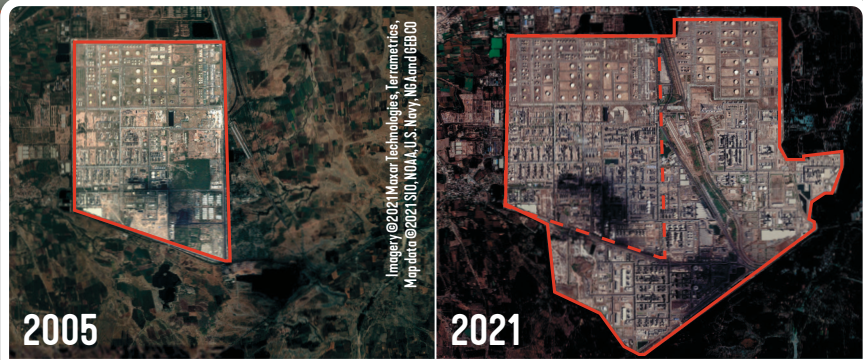 2005
Imagery ©2021 Maxar Technologies, Terrametrics,
Map data ©2021 SIO, NOAA, U.S. Navy, NGA and GEBCO
2021